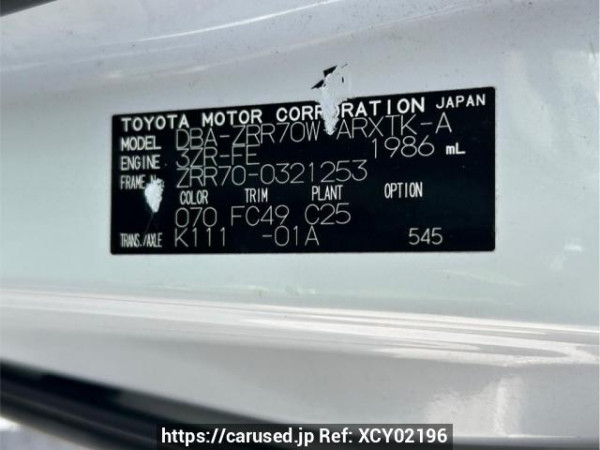 TOYOTA MOTOR CORPORATION JAPAN
MODEL DBA-ZRR70W-ARXTK-A
ENGINE 3ZR-FE 1986 mL
FRAME No. ZRR70-0321253
COLOR TRIM PLANT OPTION
070 FC49 C25
TRANS./AXLE K111 -01A 545
https://carused.jp Ref: XCY02196